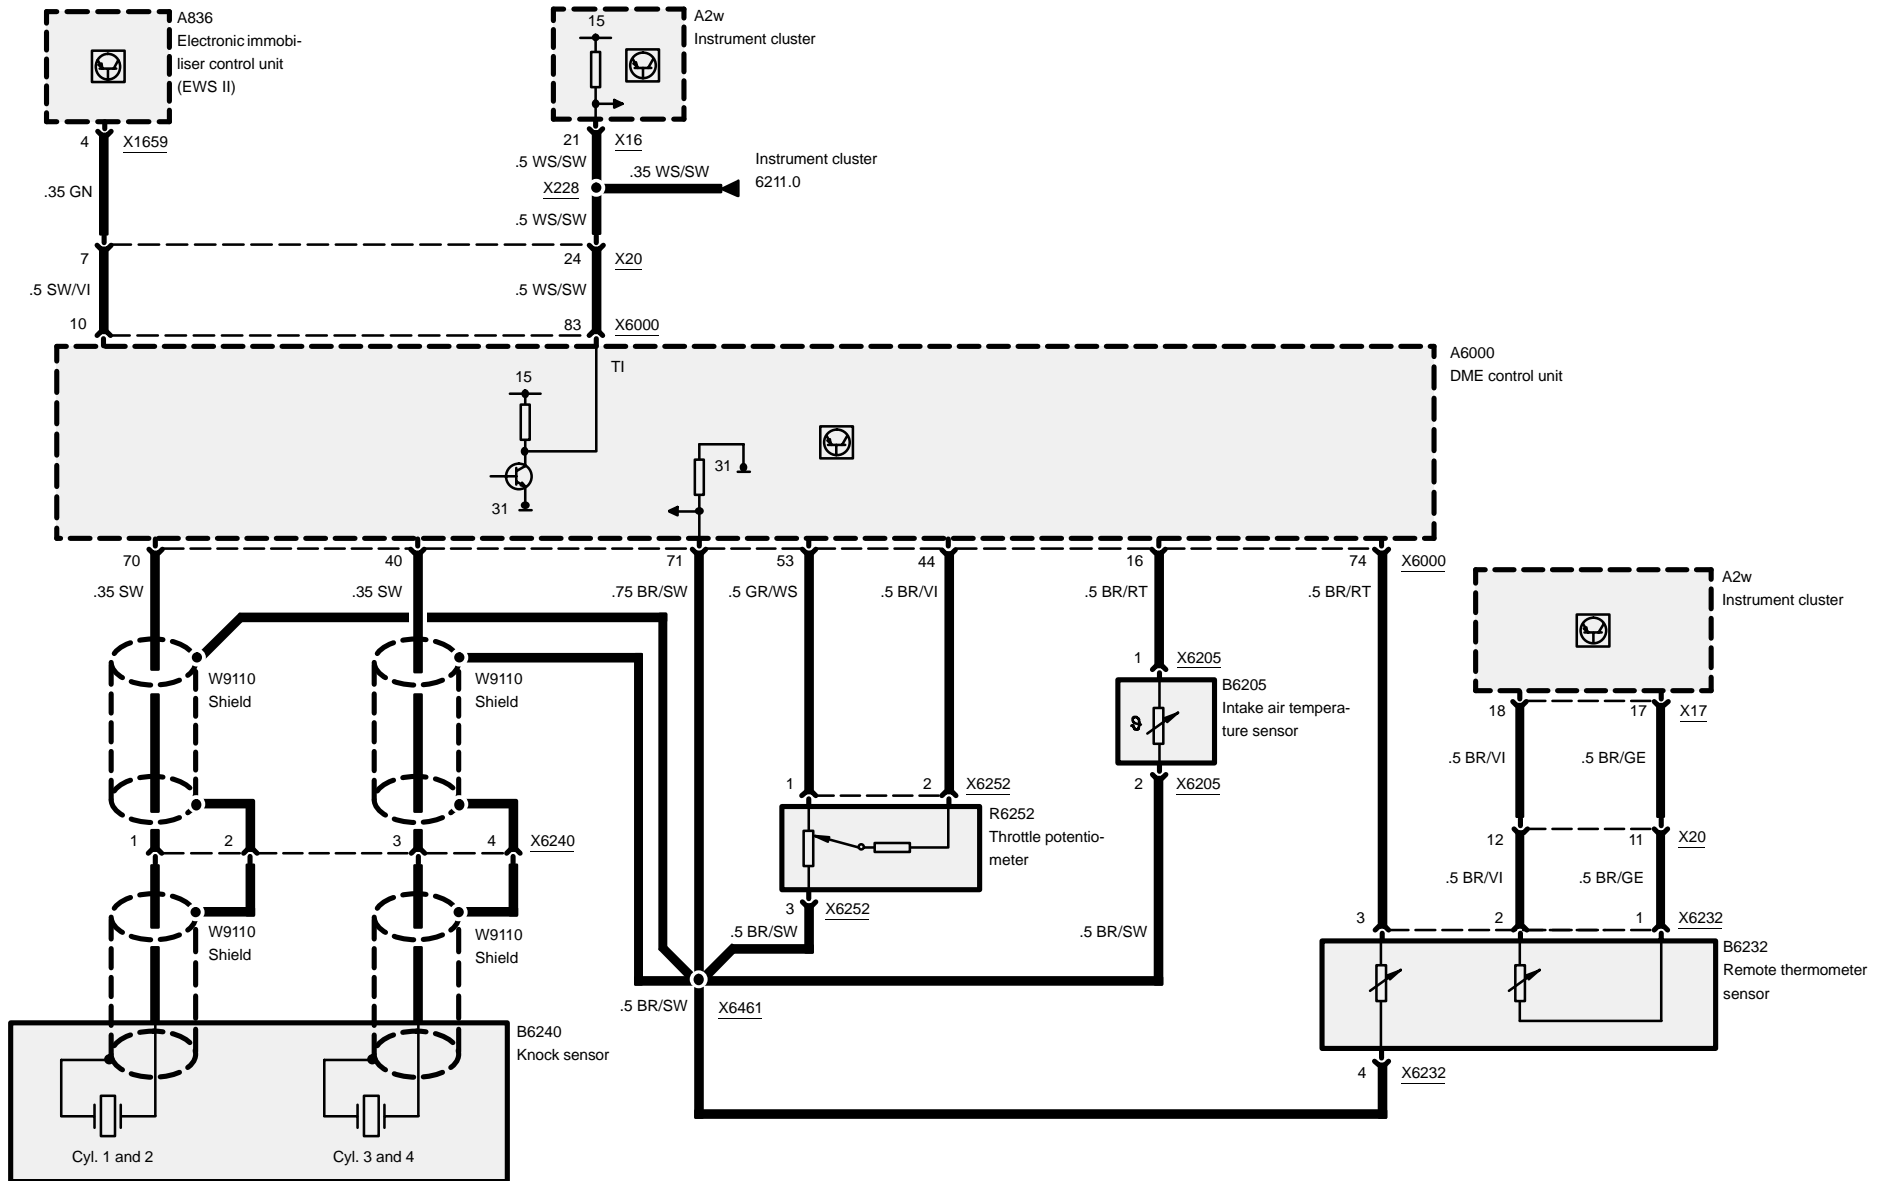 A836
Electronic immobi-
liser control unit
(EWS II)
15
A2w
Instrument cluster
4 X1659
21 X16
.5 WS/SW
.35 WS/SW
Instrument cluster
6211.0
.35 GN
X228
.5 WS/SW
7
24 X20
.5 SW/VI
.5 WS/SW
10
83 X6000
TI
A6000
DME control unit
15
31
31
70
40
71
53
44
16
74 X6000
.35 SW
.35 SW
.75 BR/SW
.5 GR/WS
.5 BR/VI
.5 BR/RT
.5 BR/RT
A2w
Instrument cluster
W9110
Shield
W9110
Shield
1 X6205
B6205
Intake air tempera-
ture sensor
ϑ
2 X6205
18
17 X17
.5 BR/VI
.5 BR/GE
1
2 X6252
R6252
Throttle potentio-
meter
3 X6252
.5 BR/SW
1
2
3
4 X6240
12
11 X20
.5 BR/VI
.5 BR/GE
W9110
Shield
W9110
Shield
.5 BR/SW
3
2
1 X6232
B6232
Remote thermometer
sensor
.5 BR/SW
X6461
B6240
Knock sensor
4 X6232
Cyl. 1 and 2
Cyl. 3 and 4